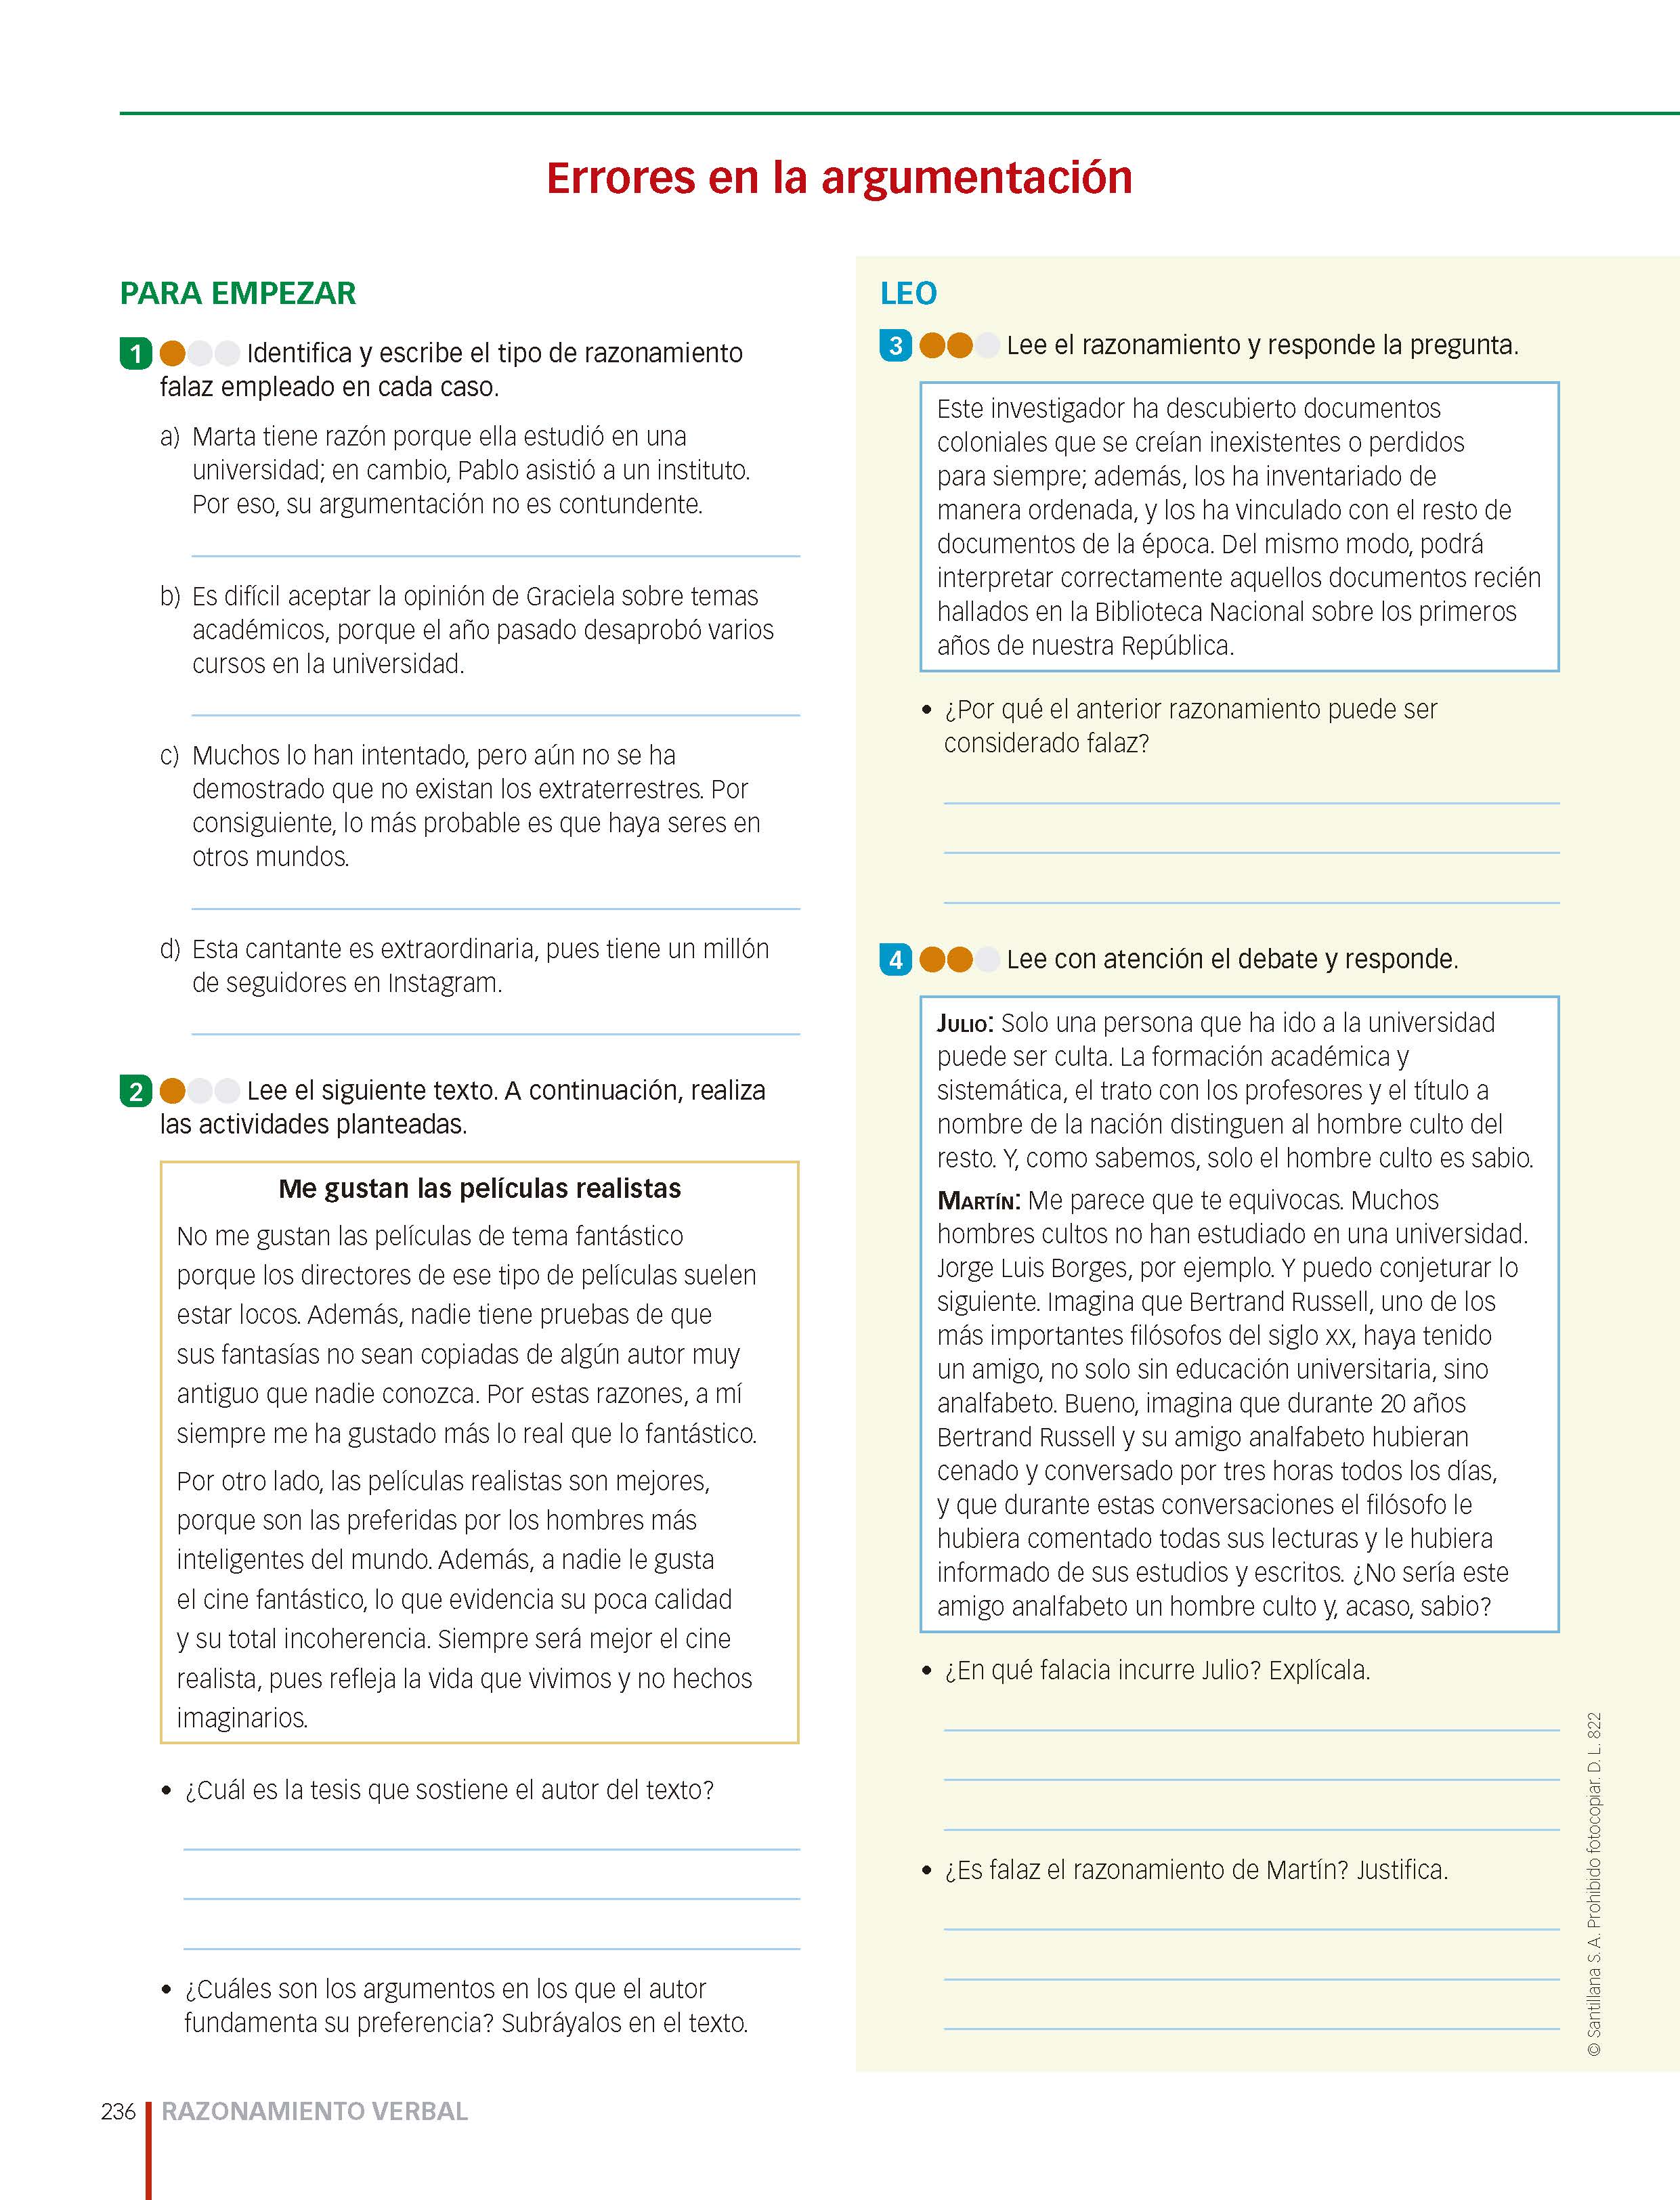 Errores en la argumentación
PARA EMPEZAR
1 Identifica y escribe el tipo de razonamiento
falaz empleado en cada caso.
a) Marta tiene razón porque ella estudió en una
universidad; en cambio, Pablo asistió a un instituto.
Por eso, su argumentación no es contundente.
b) Es difícil aceptar la opinión de Graciela sobre temas
académicos, porque el año pasado desaprobó varios
cursos en la universidad.
c) Muchos lo han intentado, pero aún no se ha
demostrado que no existan los extraterrestres. Por
consiguiente, lo más probable es que haya seres en
otros mundos.
d) Esta cantante es extraordinaria, pues tiene un millón
de seguidores en Instagram.
2 Lee el siguiente texto. A continuación, realiza
las actividades planteadas.
Me gustan las películas realistas
No me gustan las películas de tema fantástico
porque los directores de ese tipo de películas suelen
estar locos. Además, nadie tiene pruebas de que
sus fantasías no sean copiadas de algún autor muy
antiguo que nadie conozca. Por estas razones, a mí
siempre me ha gustado más lo real que lo fantástico.
Por otro lado, las películas realistas son mejores,
porque son las preferidas por los hombres más
inteligentes del mundo. Además, a nadie le gusta
el cine fantástico, lo que evidencia su poca calidad
y su total incoherencia. Siempre será mejor el cine
realista, pues refleja la vida que vivimos y no hechos
imaginarios.
• ¿Cuál es la tesis que sostiene el autor del texto?
• ¿Cuáles son los argumentos en los que el autor
fundamenta su preferencia? Subráyalos en el texto.
LEO
3 Lee el razonamiento y responde la pregunta.
Este investigador ha descubierto documentos
coloniales que se creían inexistentes o perdidos
para siempre; además, los ha inventariado de
manera ordenada, y los ha vinculado con el resto de
documentos de la época. Del mismo modo, podrá
interpretar correctamente aquellos documentos recién
hallados en la Biblioteca Nacional sobre los primeros
años de nuestra República.
• ¿Por qué el anterior razonamiento puede ser
considerado falaz?
4 Lee con atención el debate y responde.
JULIO: Solo una persona que ha ido a la universidad
puede ser culta. La formación académica y
sistemática, el trato con los profesores y el título a
nombre de la nación distinguen al hombre culto del
resto. Y, como sabemos, solo el hombre culto es sabio.
MARTÍN: Me parece que te equivocas. Muchos
hombres cultos no han estudiado en una universidad.
Jorge Luis Borges, por ejemplo. Y puedo conjeturar lo
siguiente. Imagina que Bertrand Russell, uno de los
más importantes filósofos del siglo XX, haya tenido
un amigo, no solo sin educación universitaria, sino
analfabeto. Bueno, imagina que durante 20 años
Bertrand Russell y su amigo analfabeto hubieran
cenado y conversado por tres horas todos los días,
y que durante estas conversaciones el filósofo le
hubiera comentado todas sus lecturas y le hubiera
informado de sus estudios y escritos. ¿No sería este
amigo analfabeto un hombre culto y, acaso, sabio?
• ¿En qué falacia incurre Julio? Explícala.
• ¿Es falaz el razonamiento de Martín? Justifica.
© Santillana S. A. Prohibido fotocopiar. D. L. 822
236 RAZONAMIENTO VERBAL